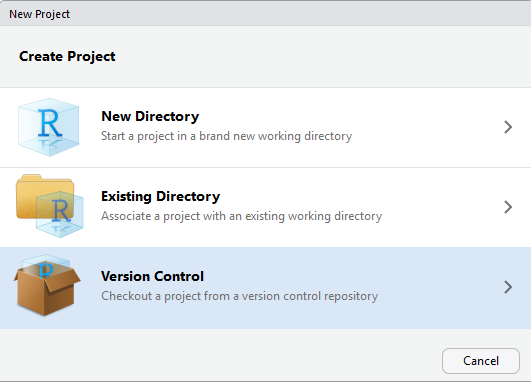 New Project
Create Project
R
New Directory
Start a project in a brand new working directory
R
Existing Directory
Associate a project with an existing working directory
Version Control
Checkout a project from a version control repository
Cancel